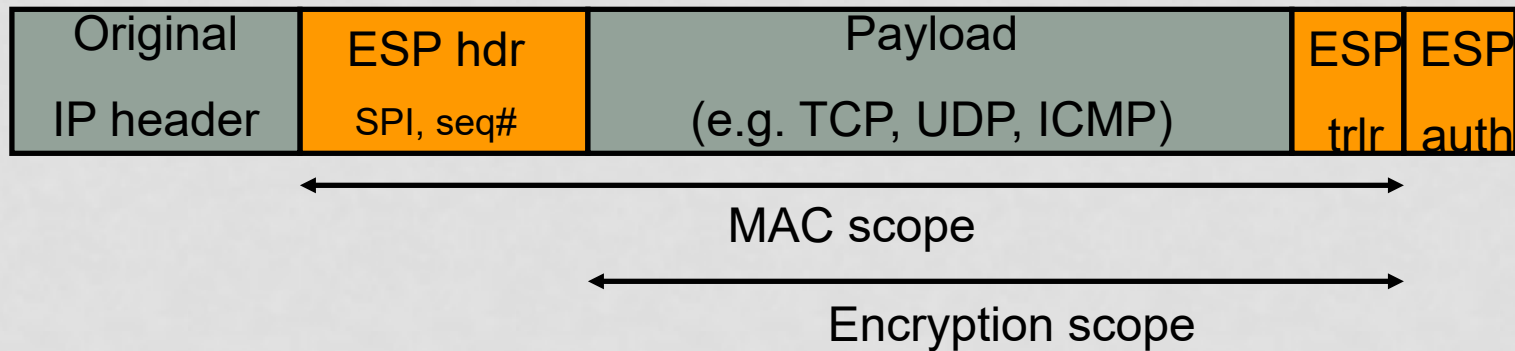 Original
IP header
ESP hdr
SPI, seq#
Payload
(e.g. TCP, UDP, ICMP)
ESP
trlr
ESP
auth
MAC scope
Encryption scope